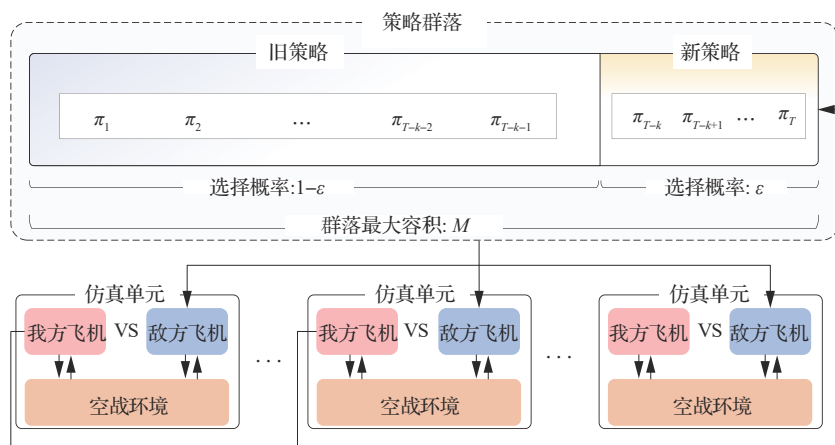 策略群落
旧策略 新策略
π1 π2 … πT−k−2 πT−k−1 πT−k πT−k+1 … πT
选择概率:1−ε 选择概率: ε
群落最大容积: M
仿真单元 仿真单元 仿真单元
我方飞机 VS 敌方飞机 … 我方飞机 VS 敌方飞机 … 我方飞机 VS 敌方飞机
空战环境 空战环境 空战环境